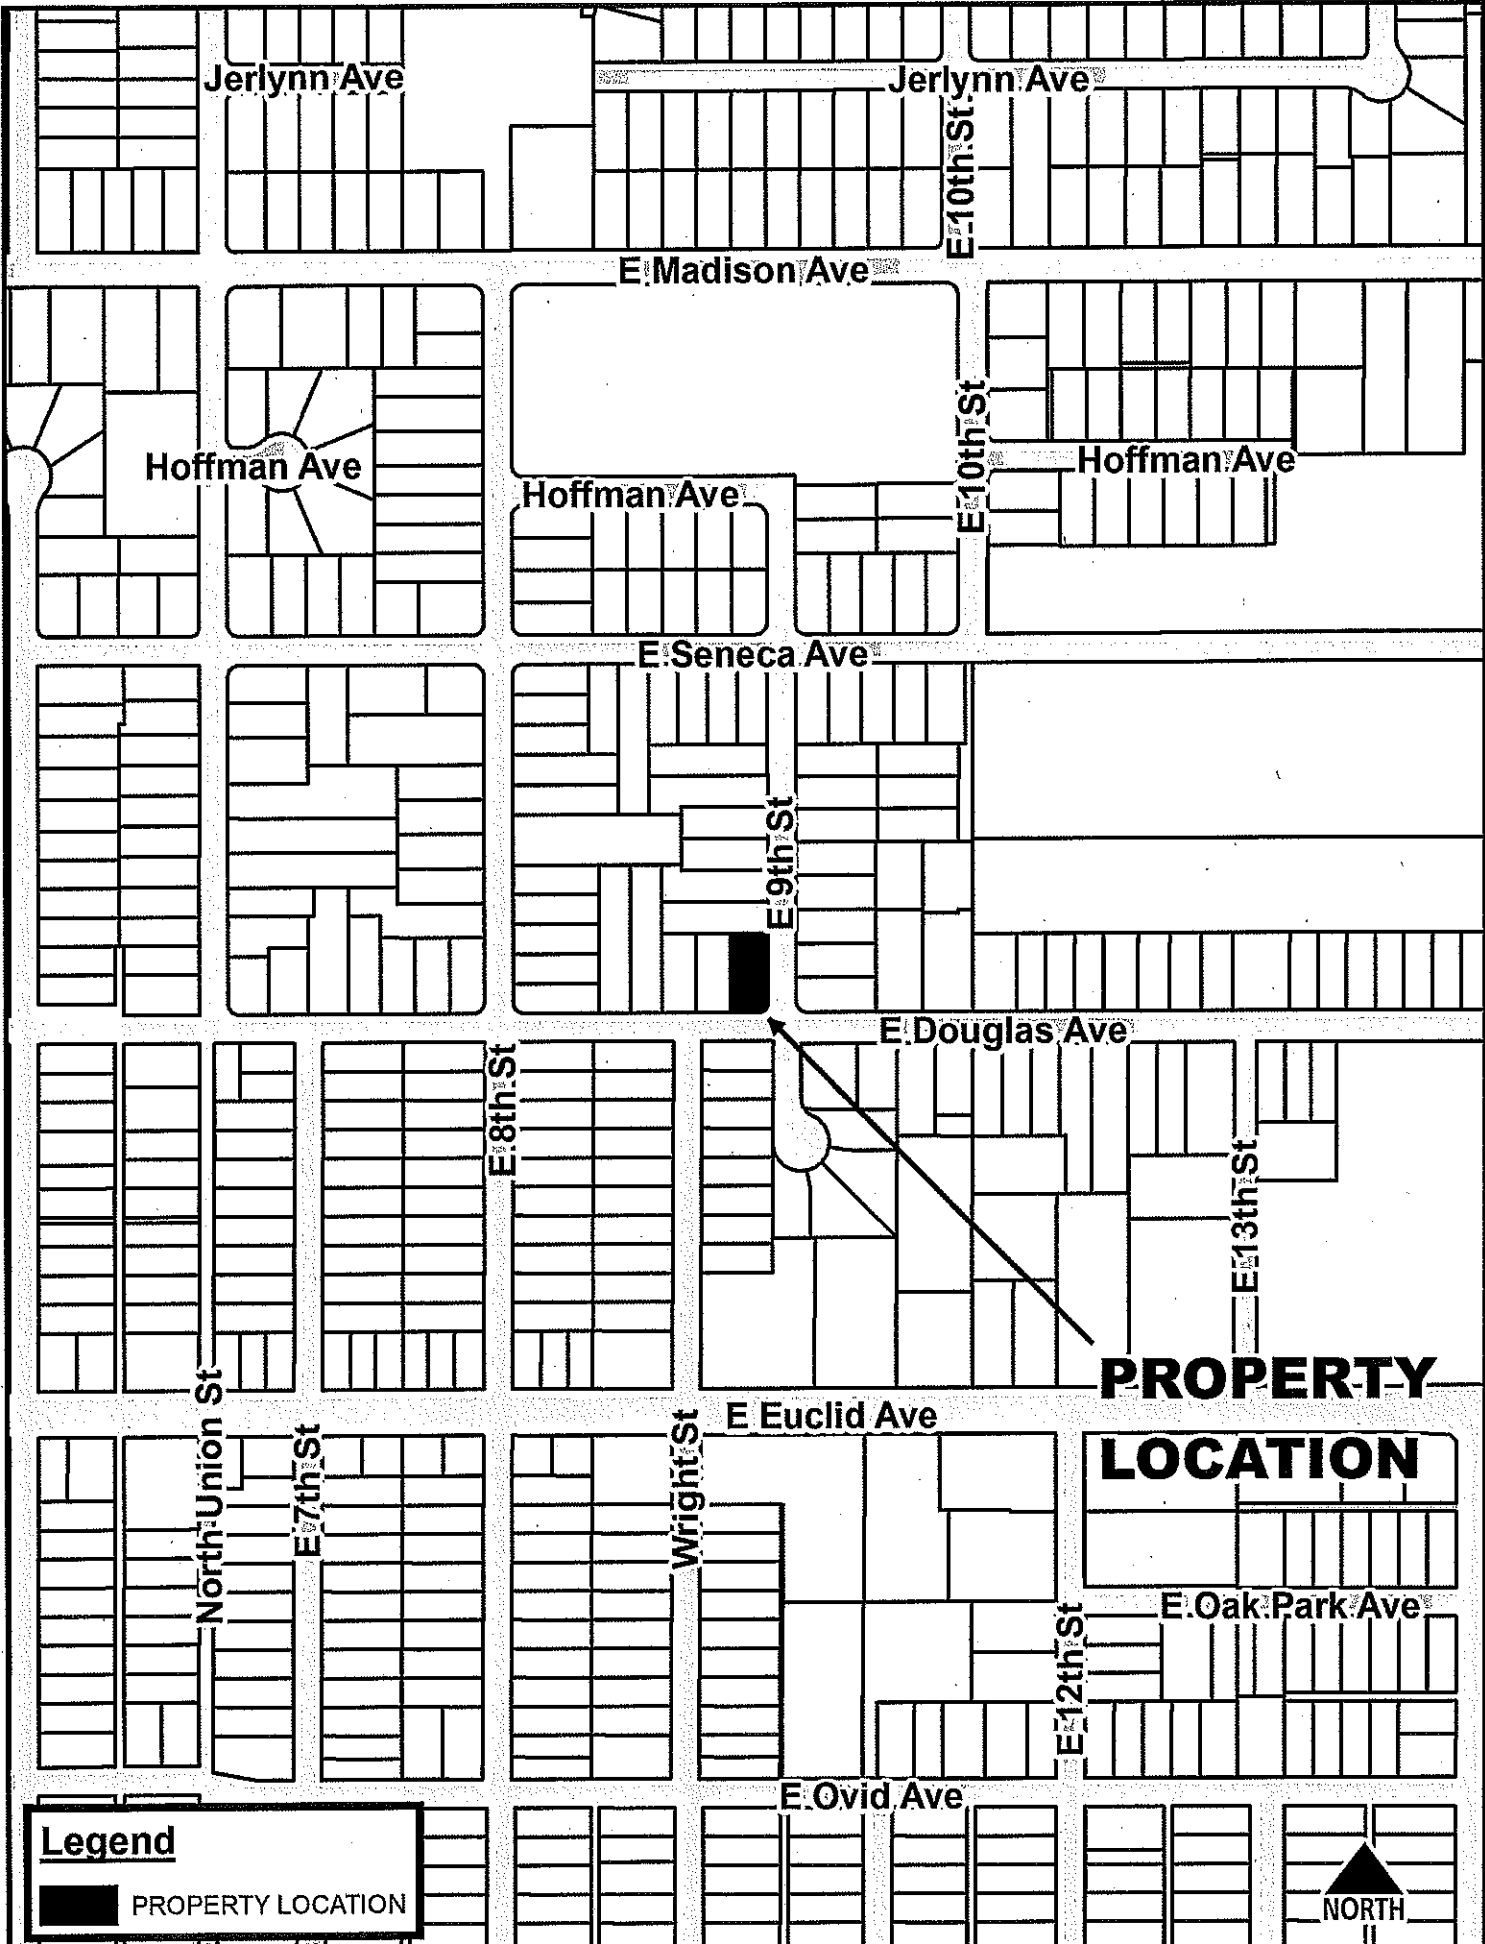 Jerlynn Ave
Jerlynn Ave
E 10th St
E Madison Ave
E 10th St
Hoffman Ave
Hoffman Ave
Hoffman Ave
E Seneca Ave
E 9th St
E Douglas Ave
E 8th St
E 13th St
PROPERTY
LOCATION
North Union St
E 7th St
E Euclid Ave
Wright St
E Oak Park Ave
E 12th St
E Ovid Ave
Legend
PROPERTY LOCATION
NORTH